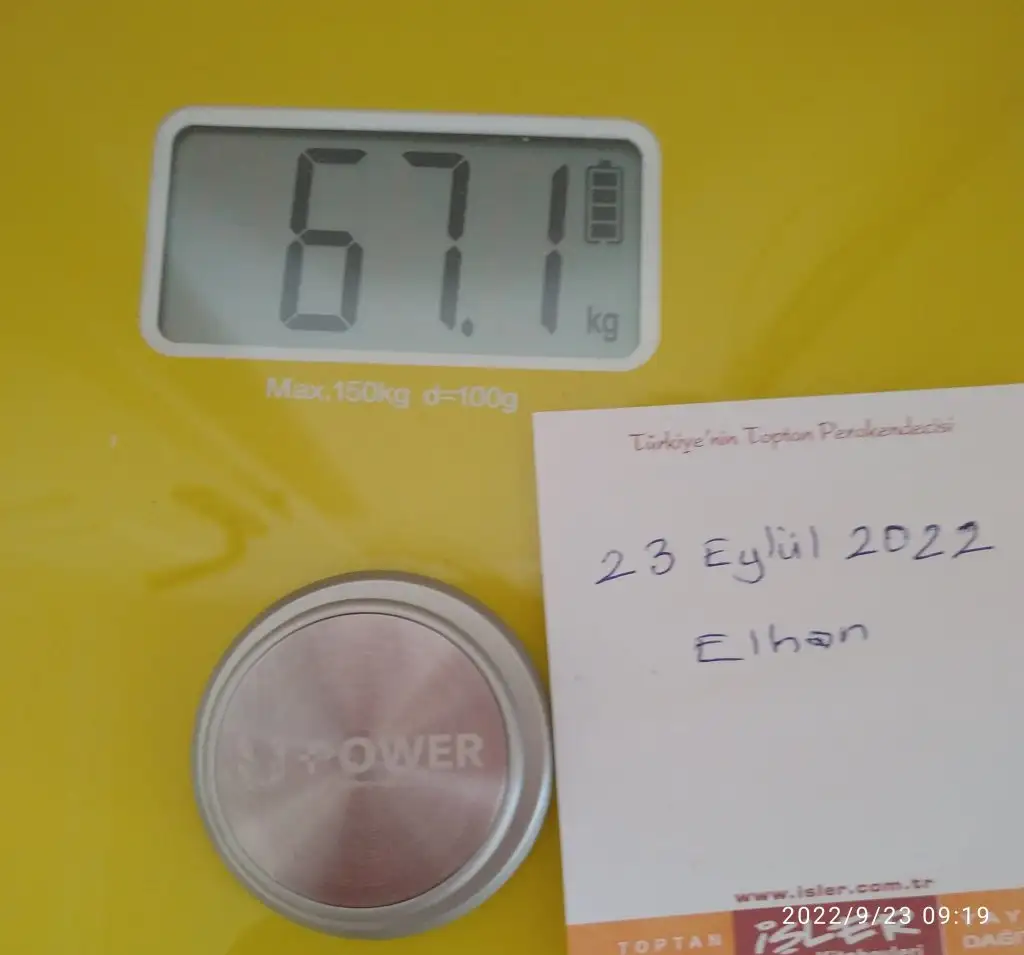 67.1
kg
Max.150kg d=100g
Türkiye'nin Toptan Perakendecisi
23 Eylül 2022
Elhan
POWER
www.isler.com.tr
2022/9/23 09:19
TOPTAN
işLER